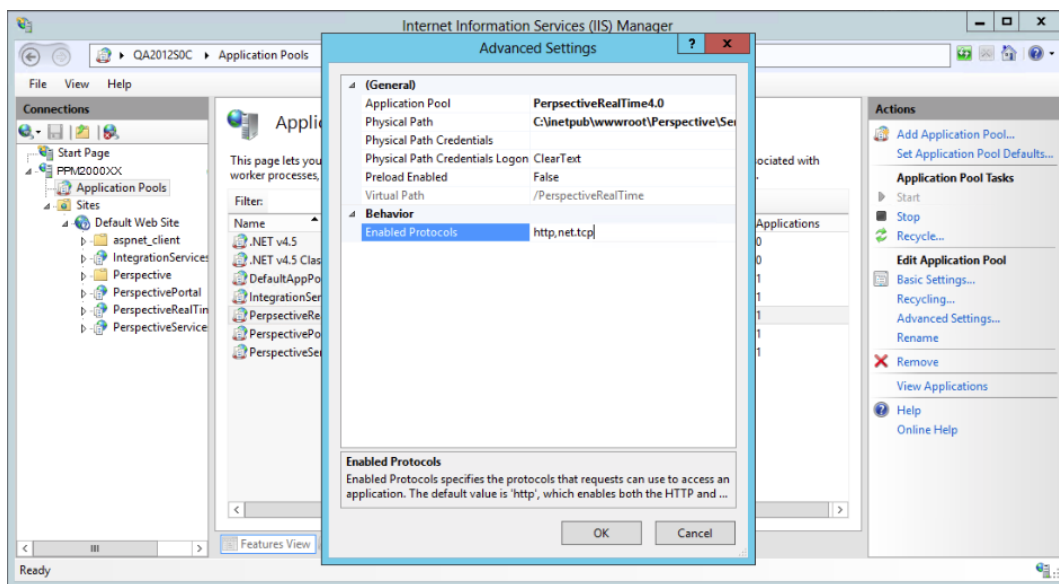 Internet Information Services (IIS) Manager
QA2012S0C
Application Pools
File View Help
Connections
Start Page
PPM2000XX
Application Pools
Sites
Default Web Site
aspnet_client
IntegrationServices
Perspective
PerspectivePortal
PerspectiveRealTin
PerspectiveService
Applic
This page lets you
ociated with
worker processes,
Filter:
Name
Applications
.NET v4.5
0
.NET v4.5 Clas
0
DefaultAppPo
1
IntegrationSer
1
PerpsectiveRe
1
PerspectivePo
1
PerspectiveSer
1
Features View
Ready
Advanced Settings
?
x
(General)
Application Pool PerpsectiveRealTime4.0
Physical Path C:\inetpub\wwwroot\Perspective\Ser
Physical Path Credentials
Physical Path Credentials Logon ClearText
Preload Enabled False
Virtual Path /PerspectiveRealTime
Behavior
Enabled Protocols http,net.tcp
Enabled Protocols
Enabled Protocols specifies the protocols that requests can use to access an
application. The default value is 'http', which enables both the HTTP and ...
OK Cancel
Actions
Add Application Pool...
Set Application Pool Defaults...
Application Pool Tasks
Start
Stop
Recycle...
Edit Application Pool
Basic Settings...
Recycling...
Advanced Settings...
Rename
Remove
View Applications
Help
Online Help